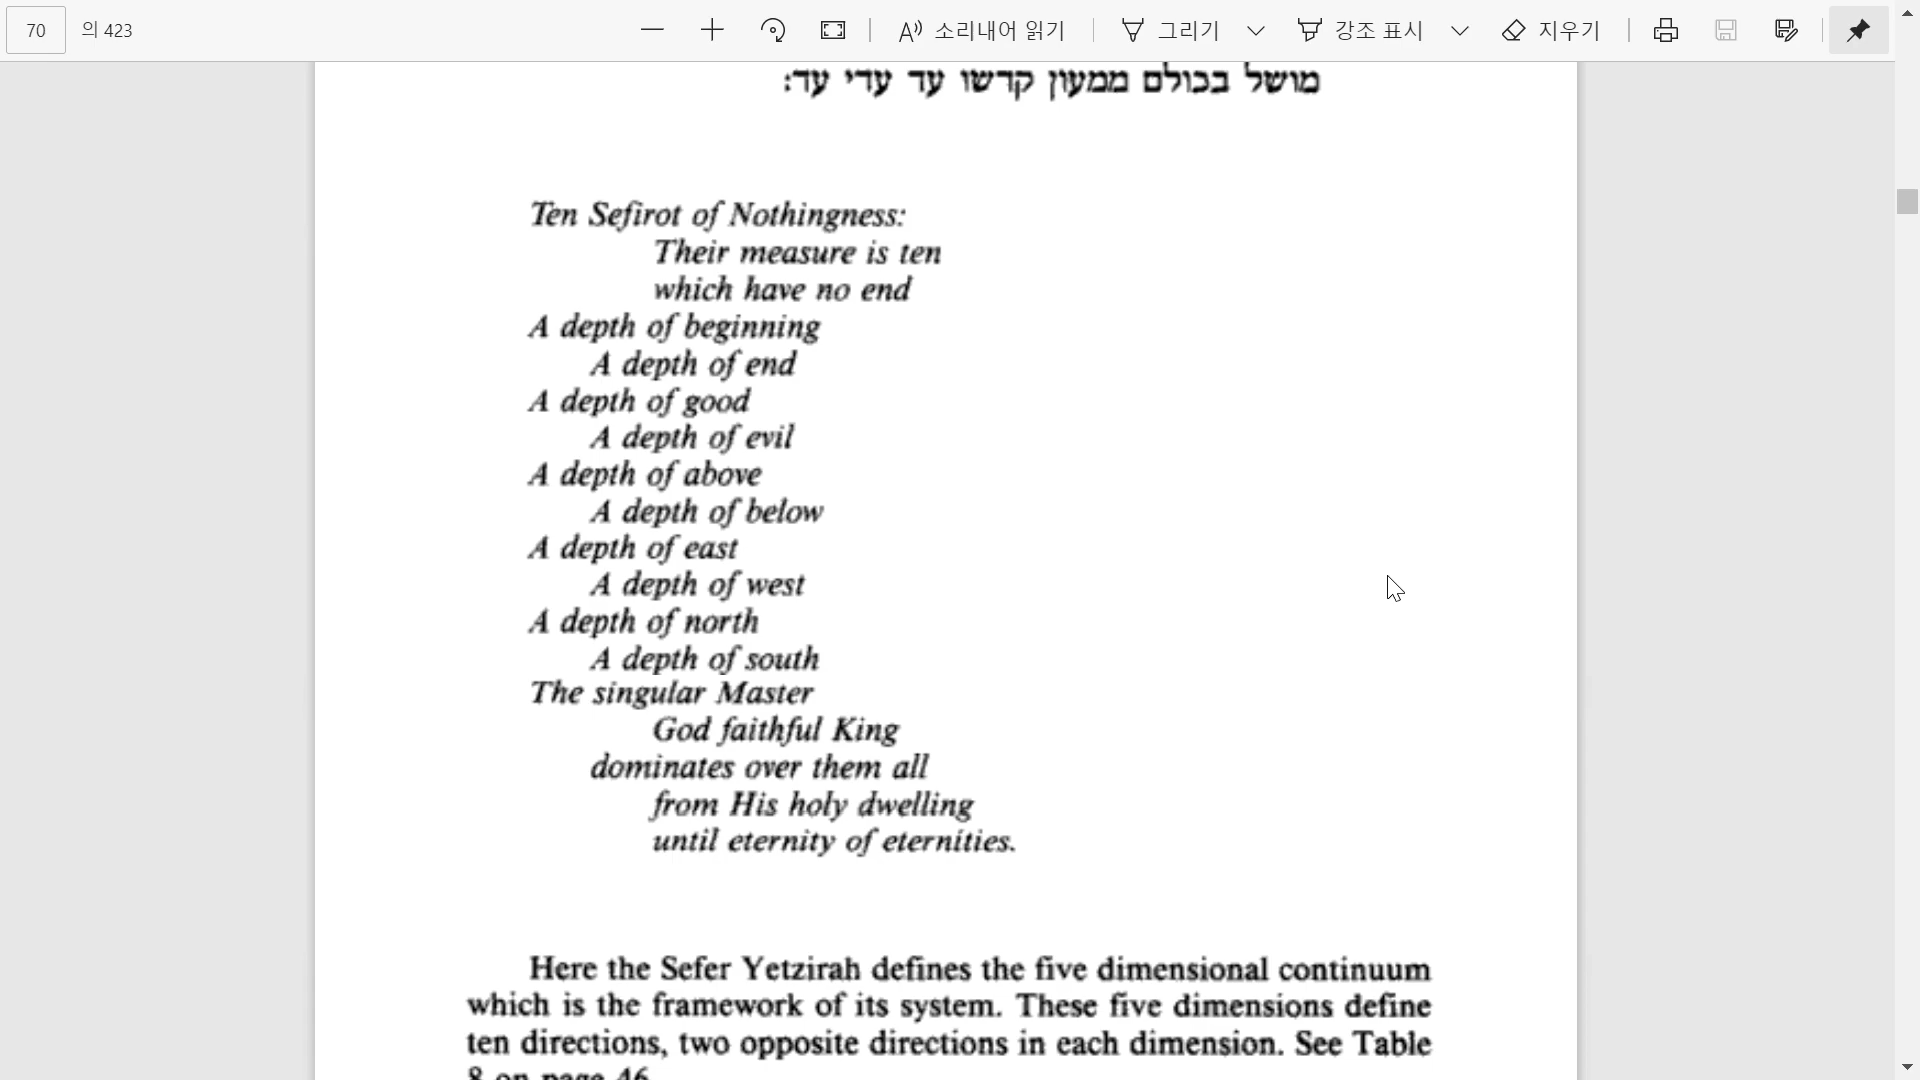 70 의 423 소리내어 읽기 그리기 강조 표시 지우기
מושל בכולם ממעון קדשו עד עדי עד:
Ten Sefirot of Nothingness:
Their measure is ten
which have no end
A depth of beginning
A depth of end
A depth of good
A depth of evil
A depth of above
A depth of below
A depth of east
A depth of west
A depth of north
A depth of south
The singular Master
God faithful King
dominates over them all
from His holy dwelling
until eternity of eternities.
Here the Sefer Yetzirah defines the five dimensional continuum
which is the framework of its system. These five dimensions define
ten directions, two opposite directions in each dimension. See Table
8 on page 46.